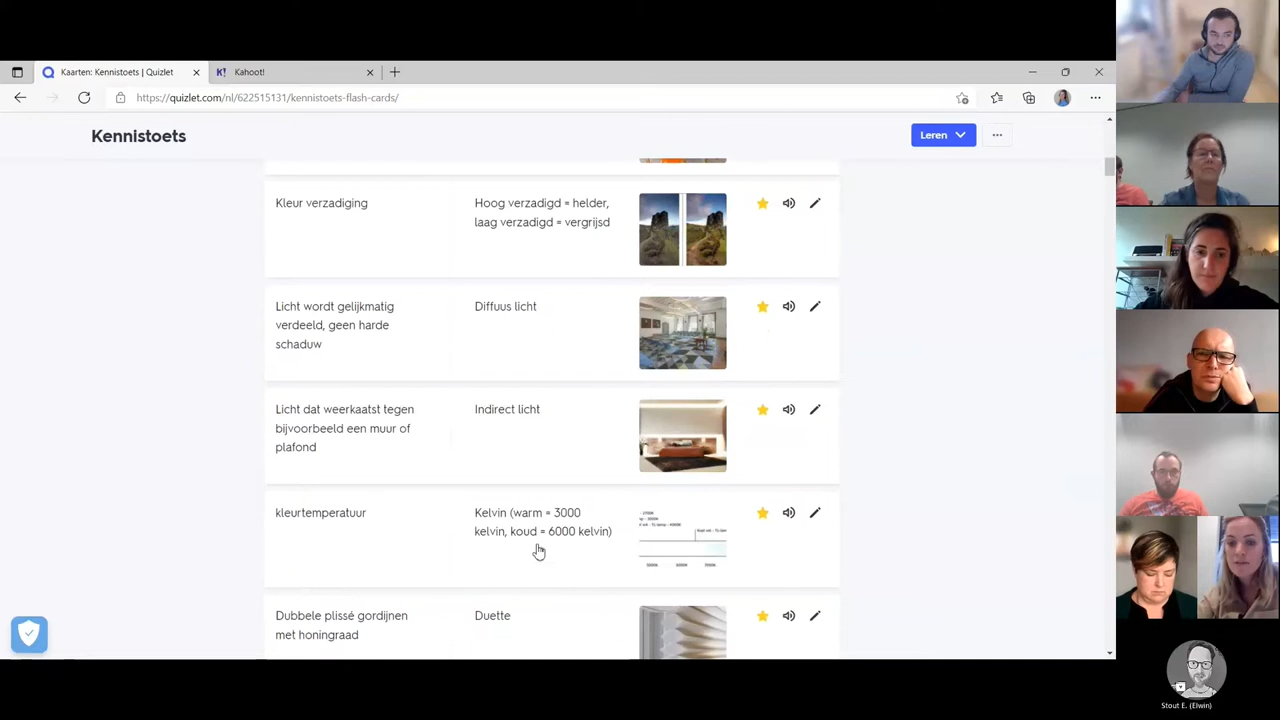 Kaarten: Kennistoets | Quizlet
Kahoot!
https://quizlet.com/nl/622515131/kennistoets-flash-cards/
Kennistoets
Leren
Kleur verzadiging
Hoog verzadigd = helder,
laag verzadigd = vergrijsd
Licht wordt gelijkmatig
verdeeld, geen harde
schaduw
Diffuus licht
Licht dat weerkaatst tegen
bijvoorbeeld een muur of
plafond
Indirect licht
kleurtemperatuur
Kelvin (warm = 3000
kelvin, koud = 6000 kelvin)
Dubbele plissé gordijnen
met honingraad
Duette
Stout E. (Elwin)